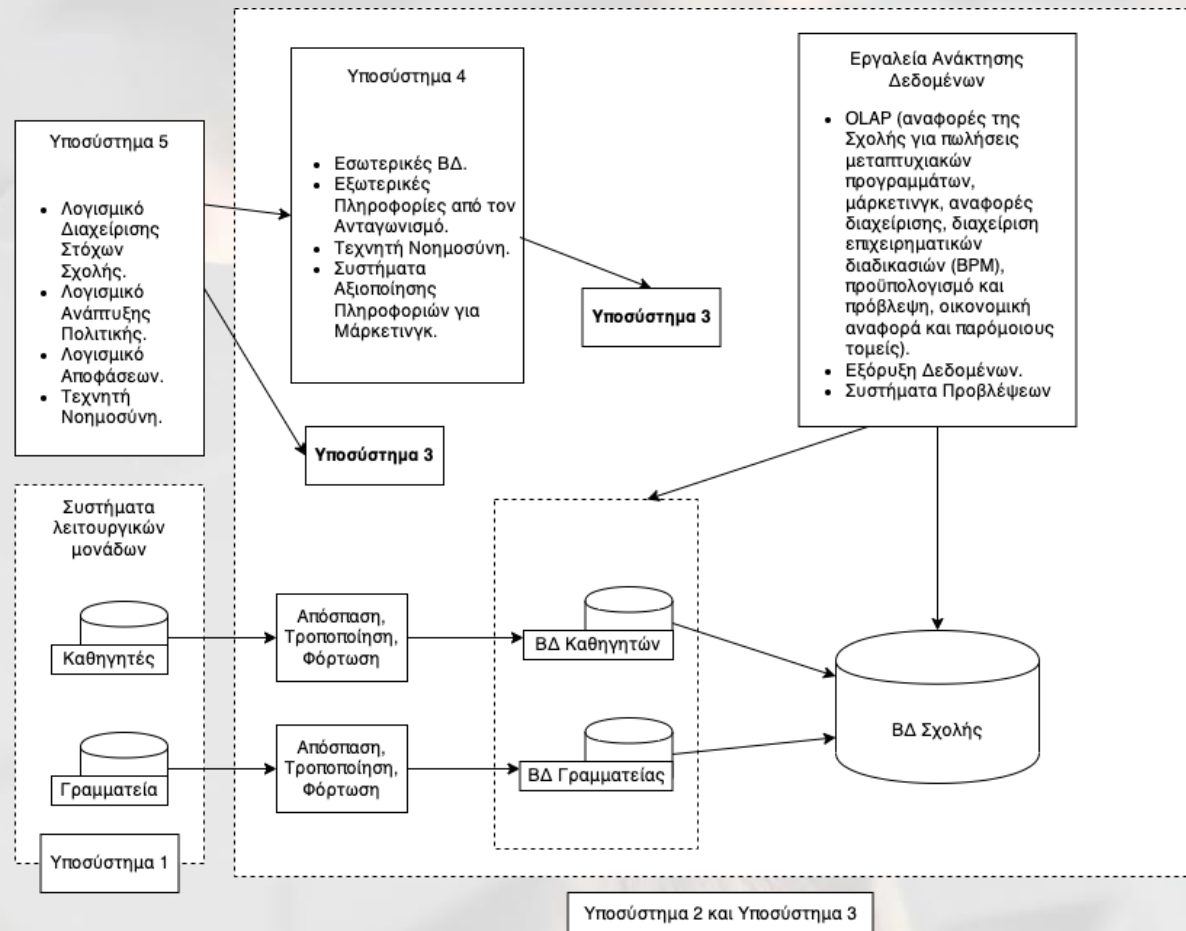 Υποσύστημα 5
• Λογισμικό
Διαχείρισης
Στόχων
Σχολής.
• Λογισμικό
Ανάπτυξης
Πολιτικής.
• Λογισμικό
Αποφάσεων.
• Τεχνητή
Νοημοσύνη.
Υποσύστημα 4
• Εσωτερικές ΒΔ.
• Εξωτερικές
Πληροφορίες από τον
Ανταγωνισμό.
• Τεχνητή Νοημοσύνη.
• Συστήματα
Αξιοποίησης
Πληροφοριών για
Μάρκετινγκ.
Υποσύστημα 3
Υποσύστημα 3
Εργαλεία Ανάκτησης
Δεδομένων
• OLAP (αναφορές της
Σχολής για πωλήσεις
μεταπτυχιακών
προγραμμάτων,
μάρκετινγκ, αναφορές
διαχείρισης, διαχείριση
επιχειρηματικών
διαδικασιών (BPM),
προϋπολογισμό και
πρόβλεψη, οικονομική
αναφορά και παρόμοιους
τομείς).
• Εξόρυξη Δεδομένων.
• Συστήματα Προβλέψεων
Συστήματα
λειτουργικών
μονάδων
Καθηγητές
Απόσπαση,
Τροποποίηση,
Φόρτωση
ΒΔ Καθηγητών
Γραμματεία
Απόσπαση,
Τροποποίηση,
Φόρτωση
ΒΔ Γραμματείας
ΒΔ Σχολής
Υποσύστημα 1
Υποσύστημα 2 και Υποσύστημα 3